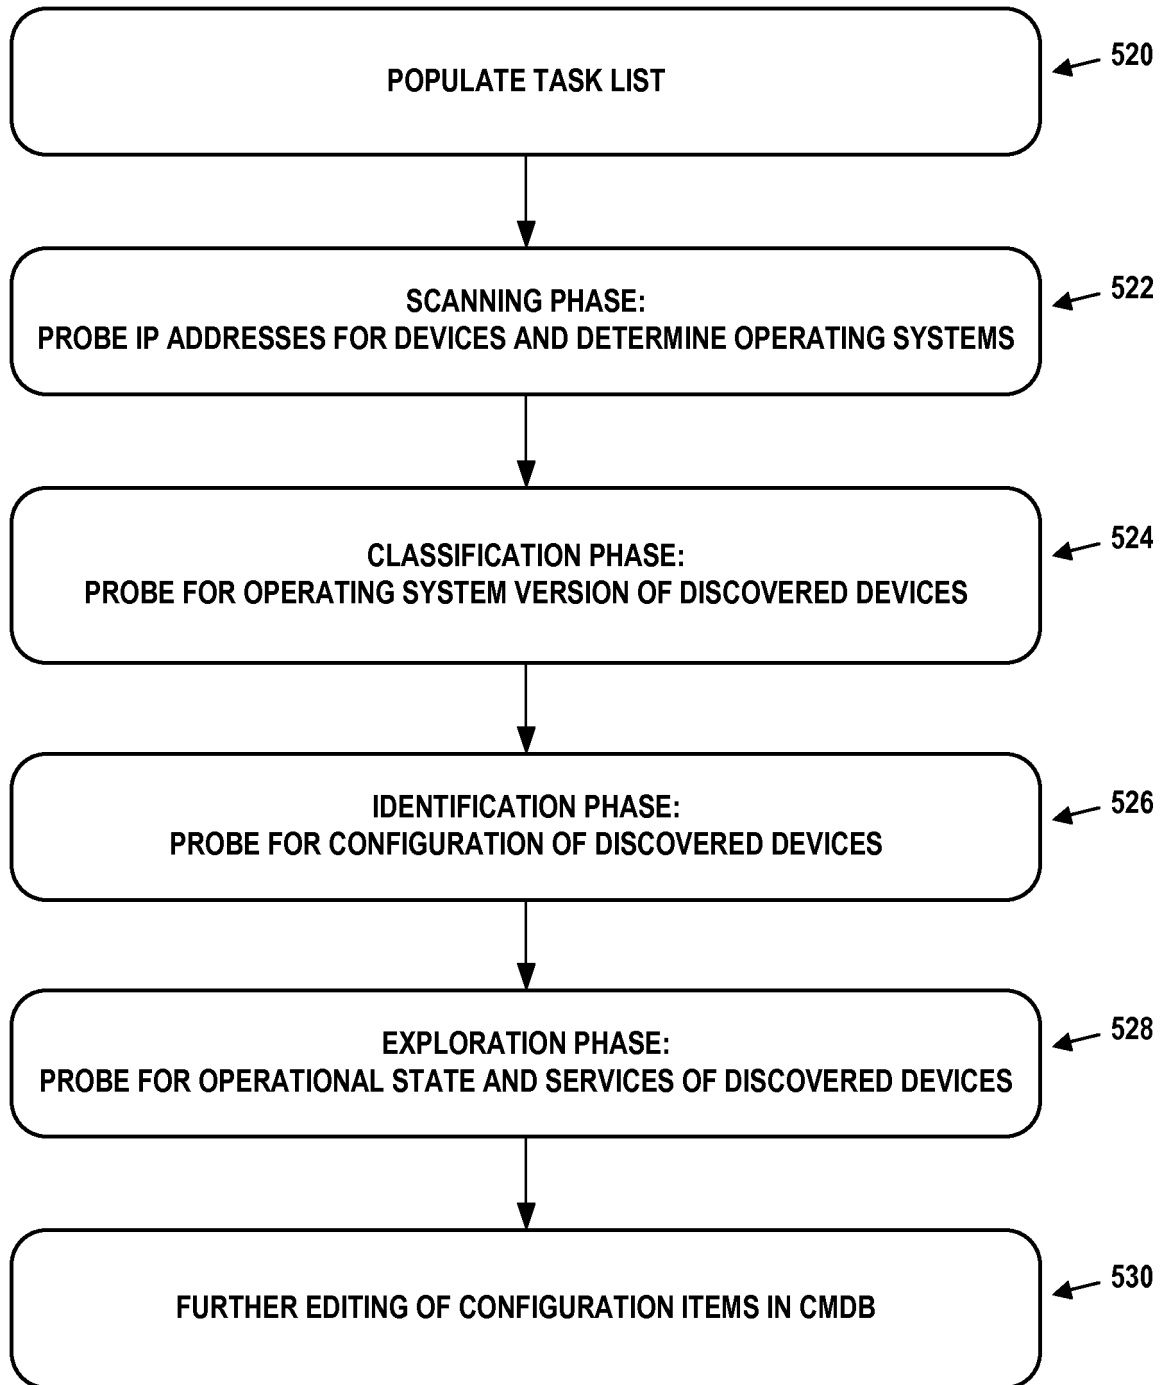 POPULATE TASK LIST
520
SCANNING PHASE:
PROBE IP ADDRESSES FOR DEVICES AND DETERMINE OPERATING SYSTEMS
522
CLASSIFICATION PHASE:
PROBE FOR OPERATING SYSTEM VERSION OF DISCOVERED DEVICES
524
IDENTIFICATION PHASE:
PROBE FOR CONFIGURATION OF DISCOVERED DEVICES
526
EXPLORATION PHASE:
PROBE FOR OPERATIONAL STATE AND SERVICES OF DISCOVERED DEVICES
528
FURTHER EDITING OF CONFIGURATION ITEMS IN CMDB
530